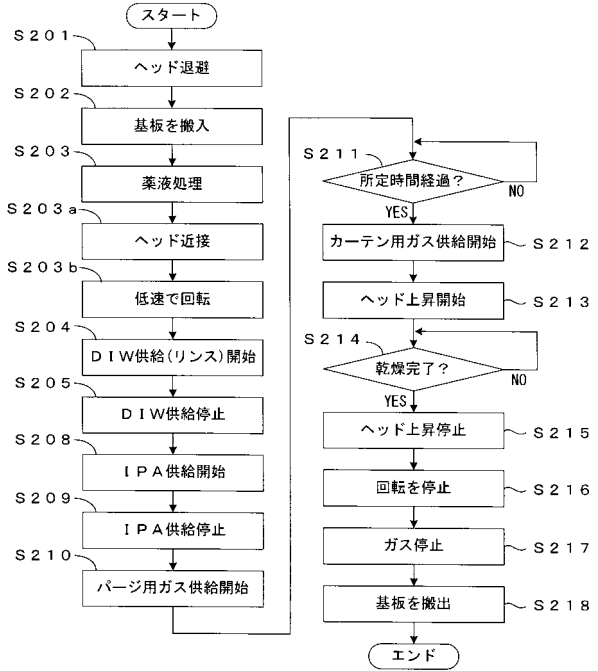 スタート
S201
ヘッド退避
S202
基板を搬入
S203
薬液処理
S203a
ヘッド近接
S203b
低速で回転
S204
DIW供給(リンス)開始
S205
DIW供給停止
S208
IPA供給開始
S209
IPA供給停止
S210
パージ用ガス供給開始
S211
所定時間経過?
NO
YES
カーテン用ガス供給開始
S212
ヘッド上昇開始
S213
S214
乾燥完了?
NO
YES
ヘッド上昇停止
S215
回転を停止
S216
ガス停止
S217
基板を搬出
S218
エンド